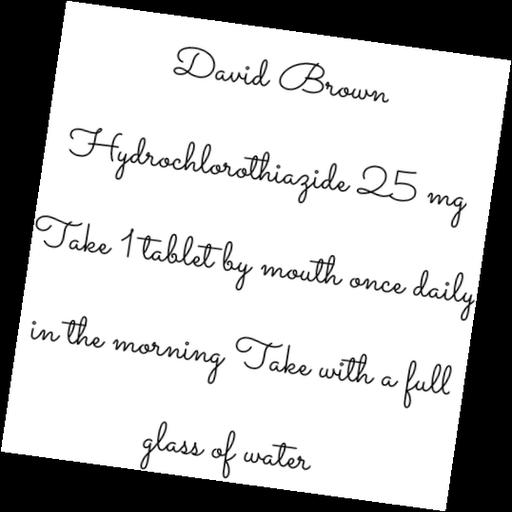 David Brown
Hydrochlorothiazide 25 mg
Take 1 tablet by mouth once daily
in the morning Take with a full
glass of water